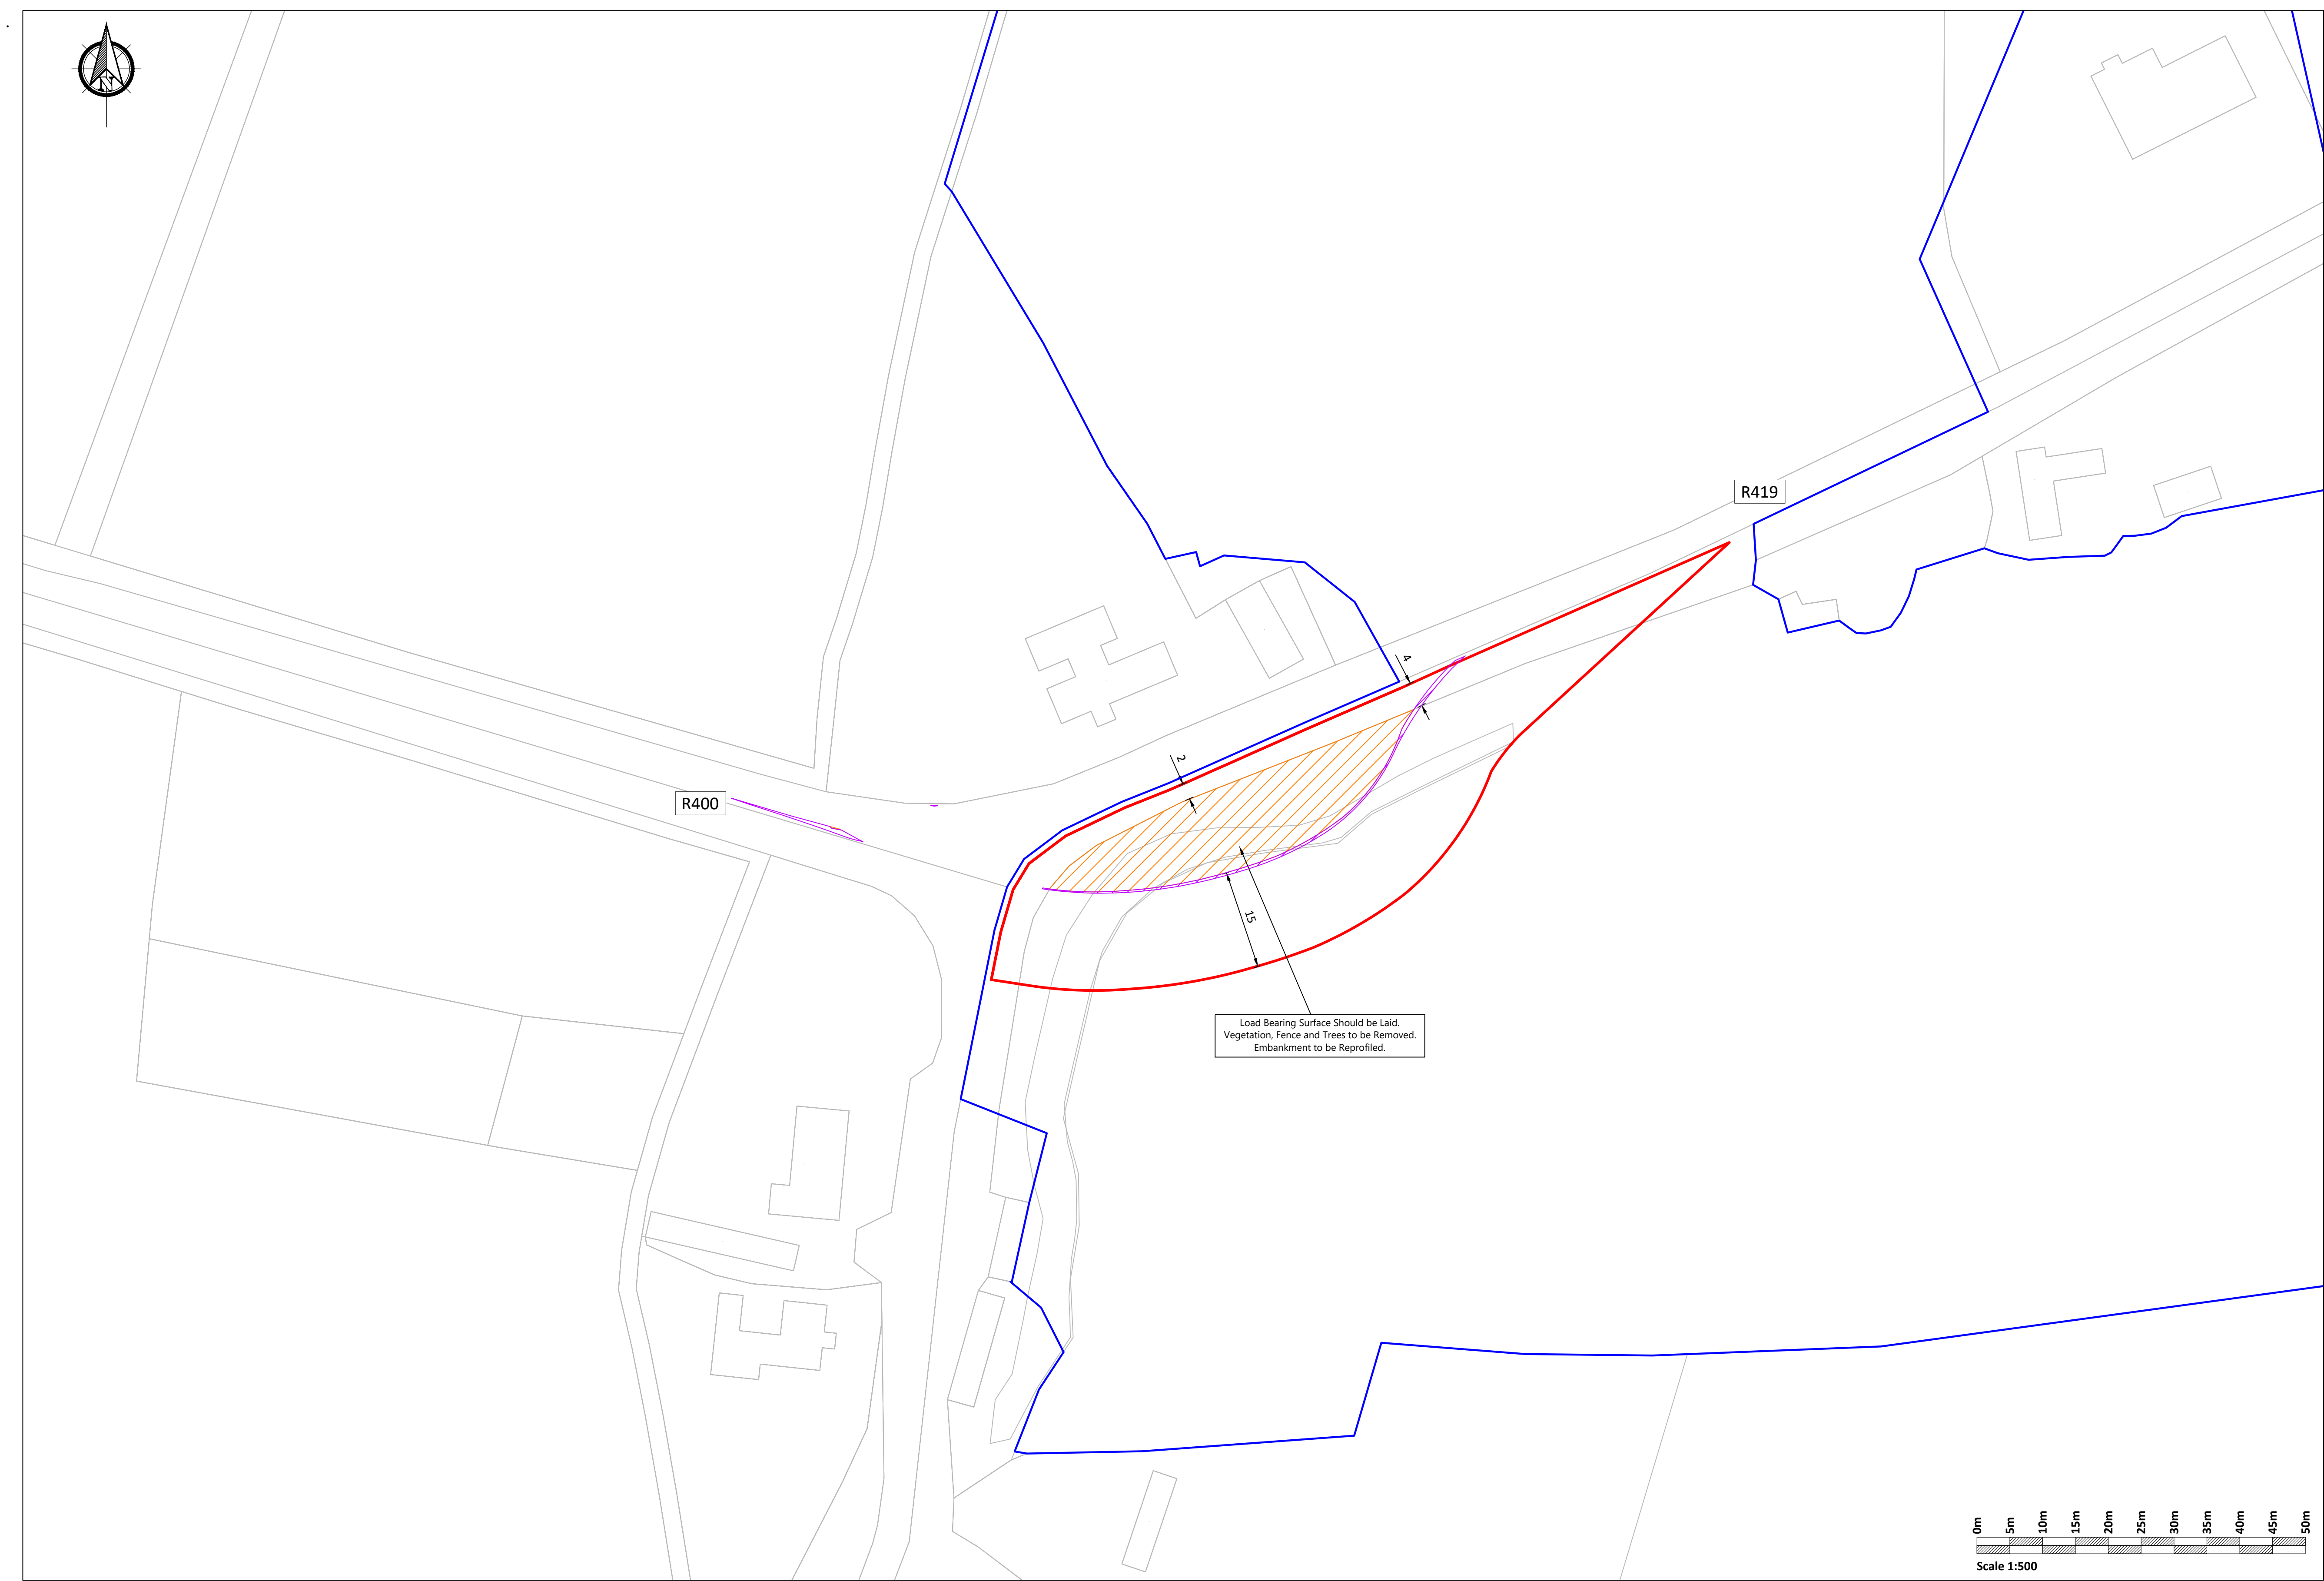 N
R419
4
2
R400
15
Load Bearing Surface Should be Laid.
Vegetation, Fence and Trees to be Removed.
Embankment to be Reprofiled.
0m
5m
10m
15m
20m
25m
30m
35m
40m
45m
50m
Scale 1:500